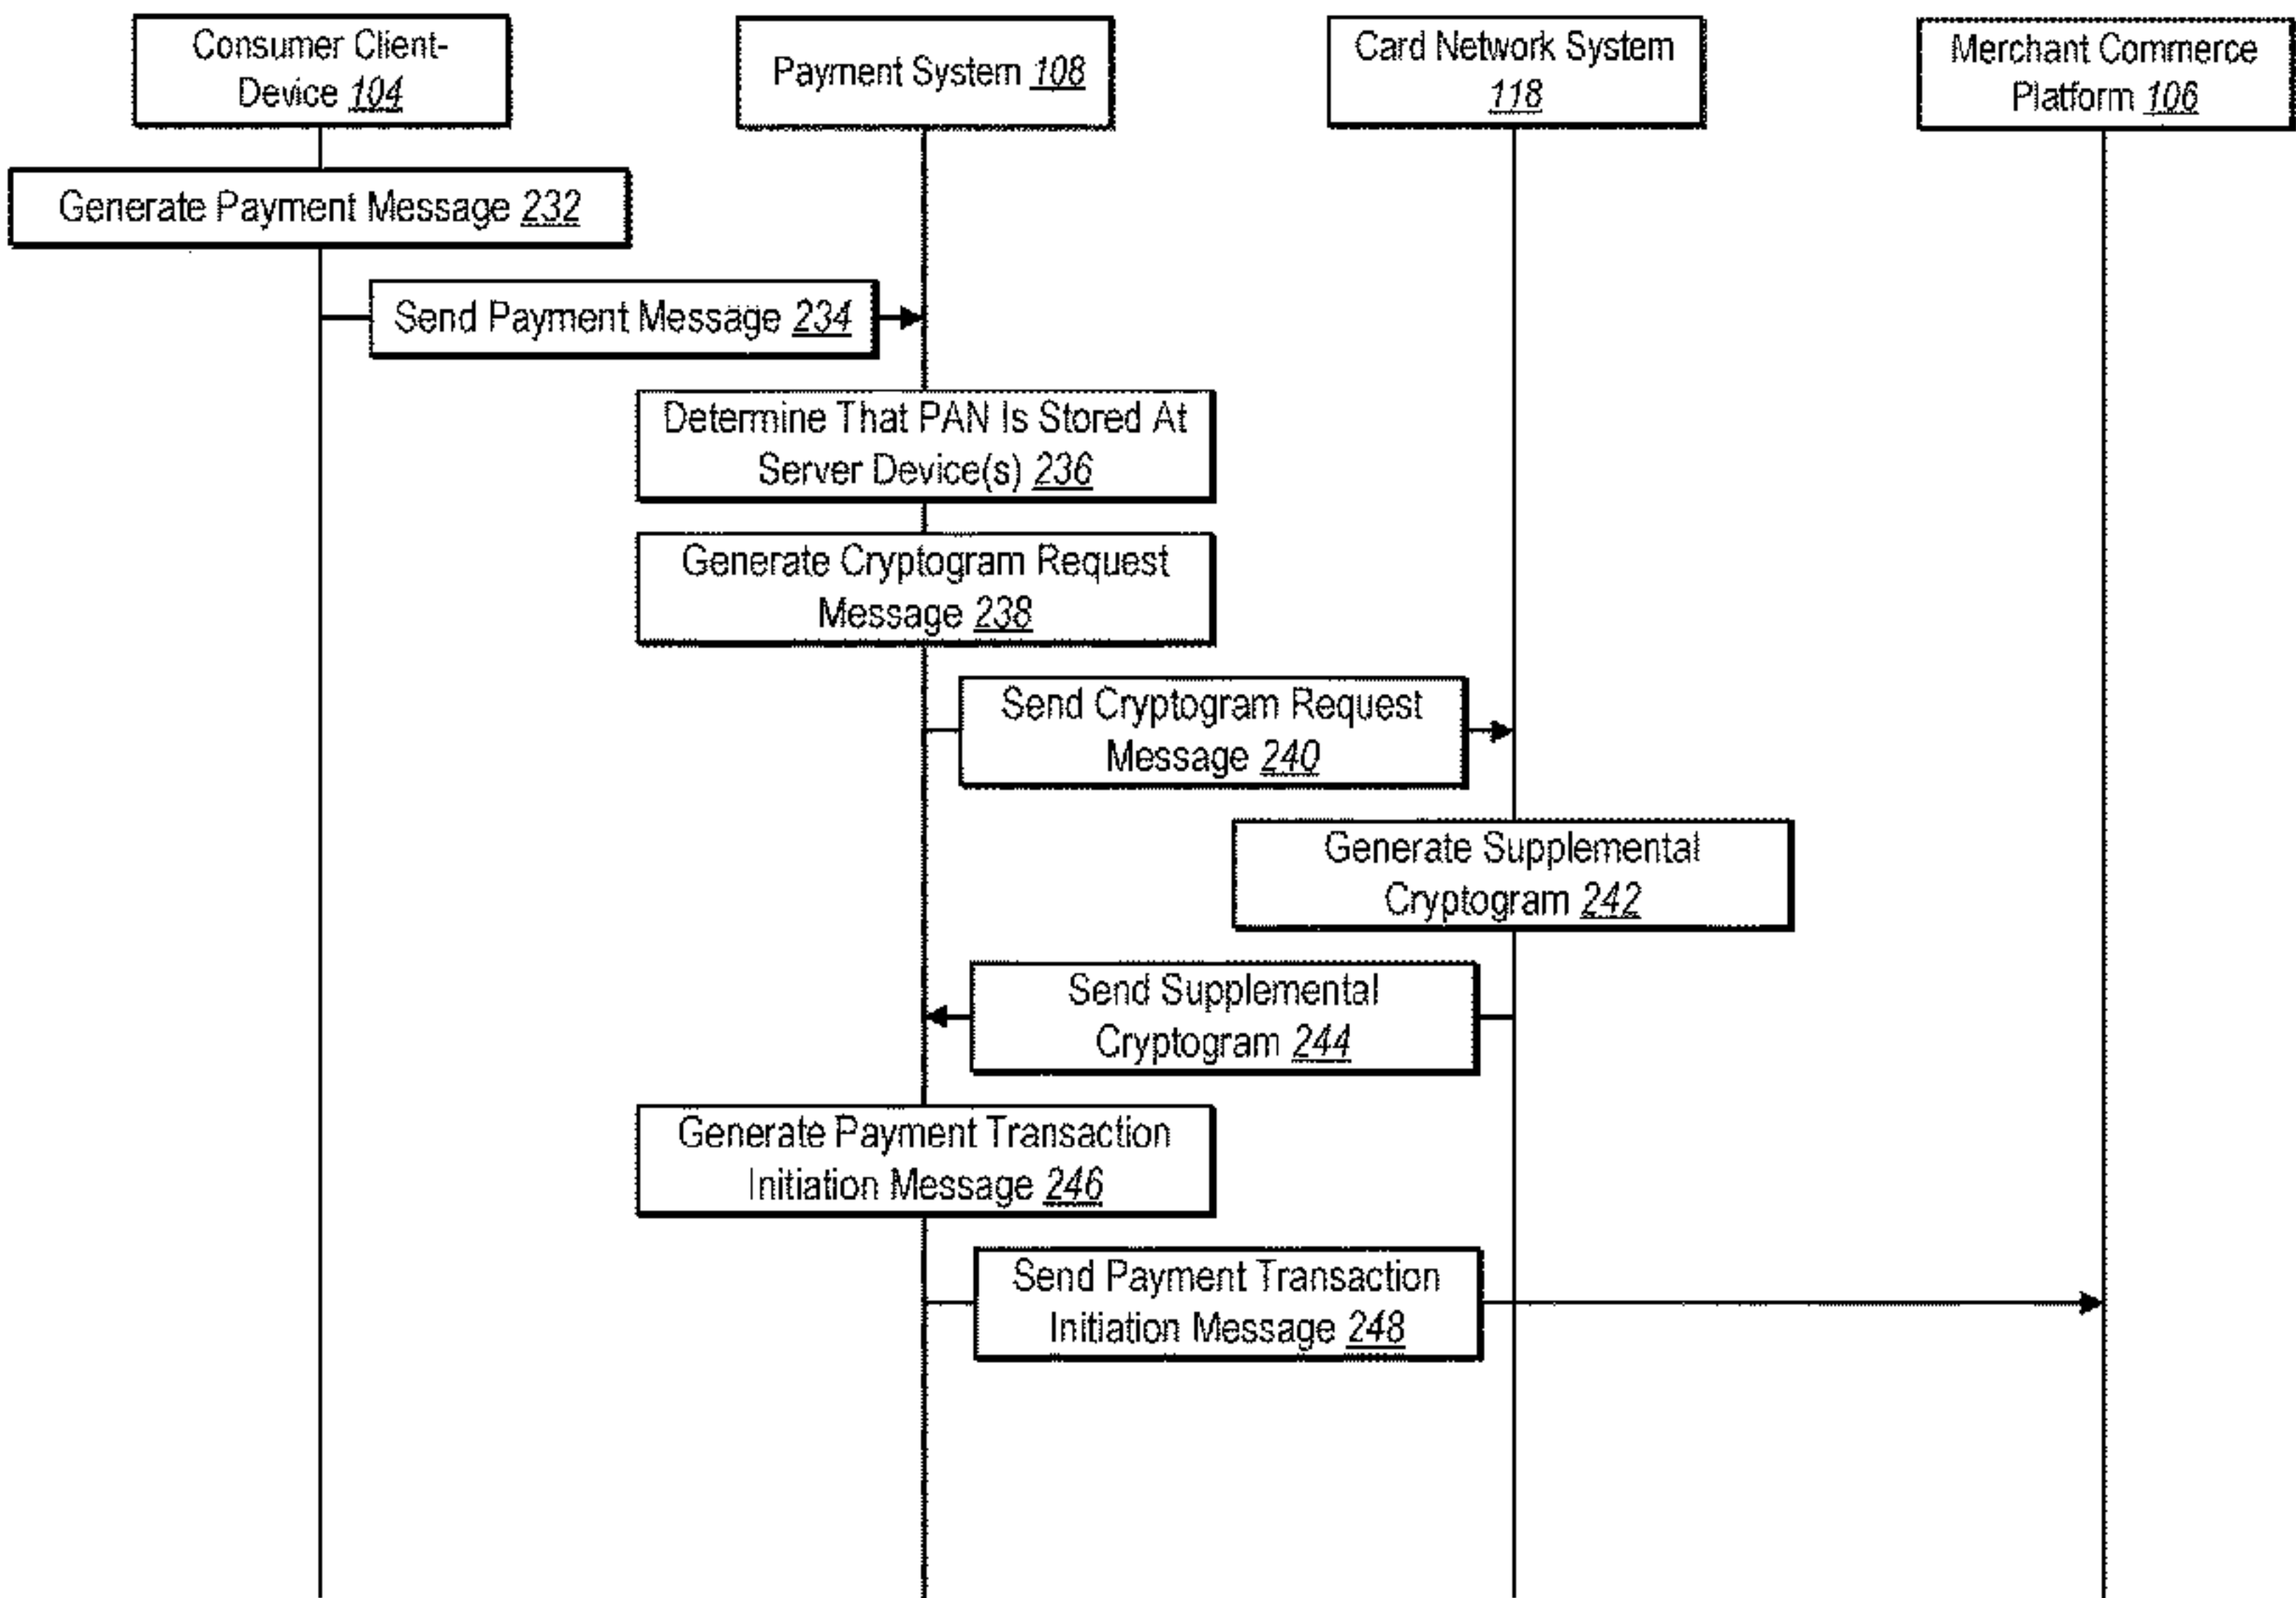 Consumer Client-
Device 104
Payment System 108
Card Network System
118
Merchant Commerce
Platform 106
Generate Payment Message 232
Send Payment Message 234
Determine That PAN Is Stored At
Server Device(s) 236
Generate Cryptogram Request
Message 238
Send Cryptogram Request
Message 240
Generate Supplemental
Cryptogram 242
Send Supplemental
Cryptogram 244
Generate Payment Transaction
Initiation Message 246
Send Payment Transaction
Initiation Message 248